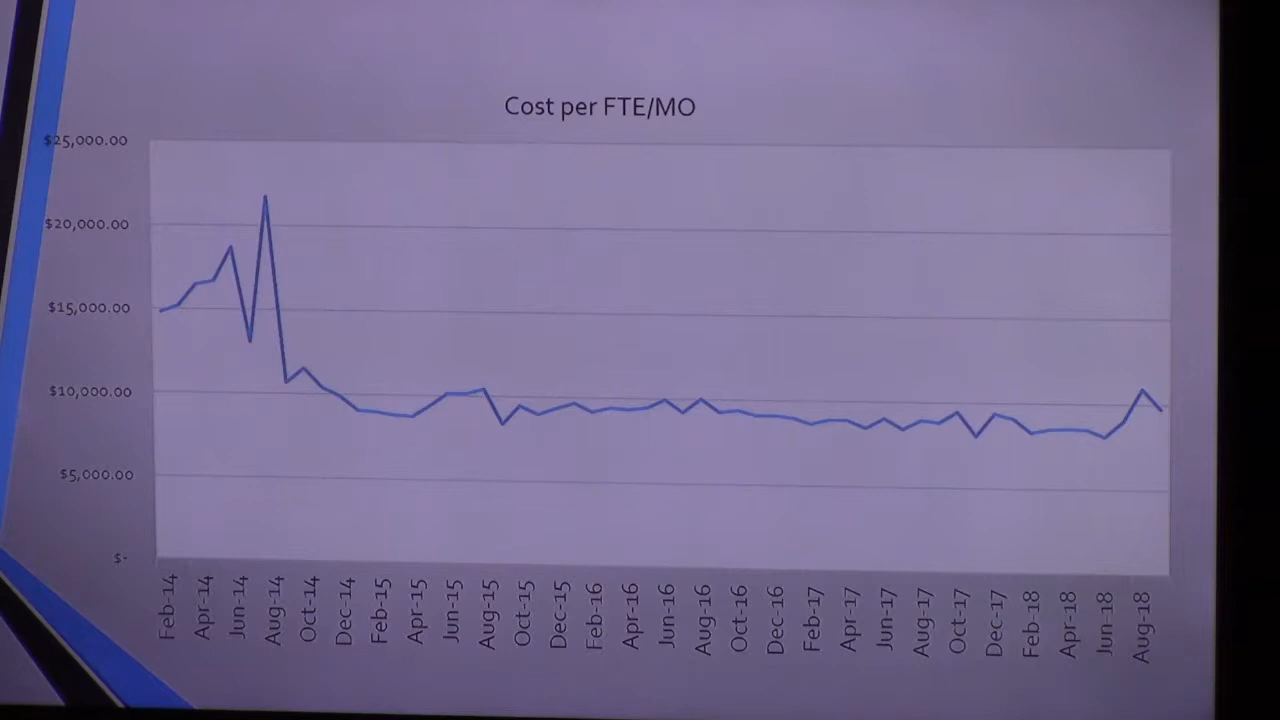 Cost per FTE/MO
$25,000.00
$20,000.00
$15,000.00
$10,000.00
$5,000.00
$-
Feb-14
Apr-14
Jun-14
Aug-14
Oct-14
Dec-14
Feb-15
Apr-15
Jun-15
Aug-15
Oct-15
Dec-15
Feb-16
Apr-16
Jun-16
Aug-16
Oct-16
Dec-16
Feb-17
Apr-17
Jun-17
Aug-17
Oct-17
Dec-17
Feb-18
Apr-18
Jun-18
Aug-18